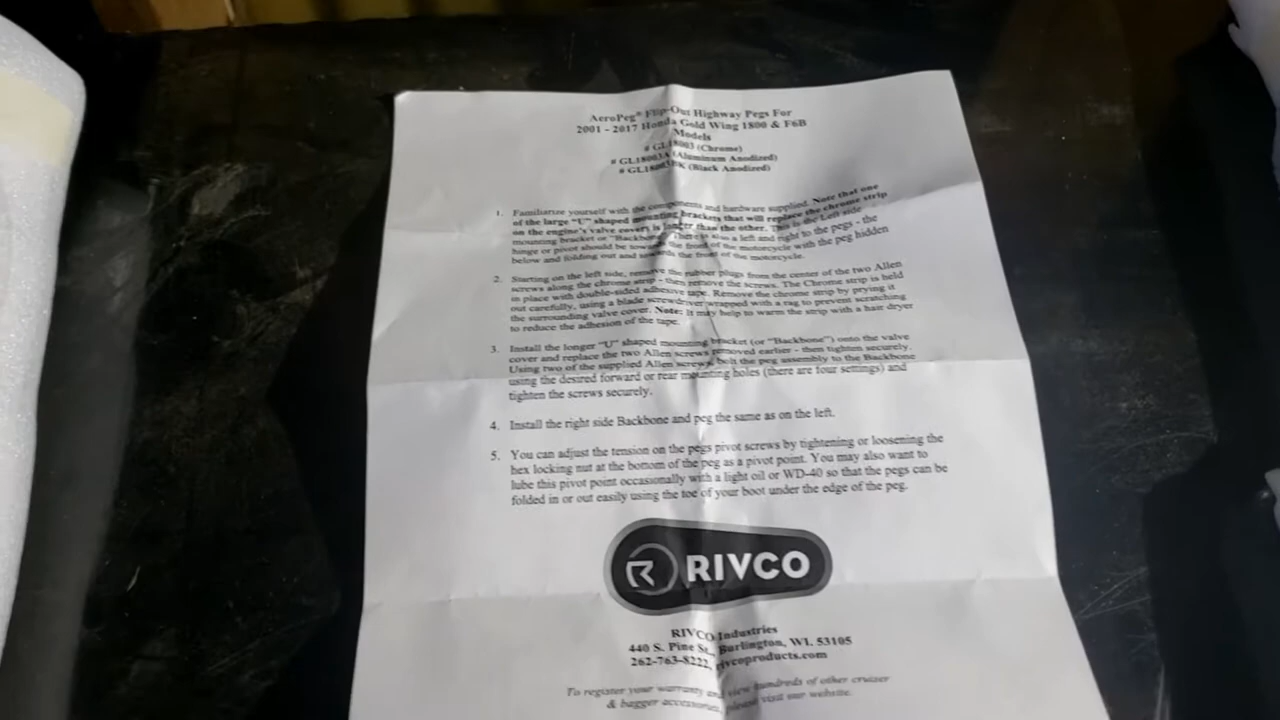 AeroPeg® Flip-Out Highway Pegs For
2001 - 2017 Honda Gold Wing 1800 & F6B
Models
# GL18003 (Chrome)
# GL18003A (Aluminum Anodized)
# GL18003BK (Black Anodized)
1. Familiarize yourself with the components and hardware supplied. Note that one
of the large "U" shaped mounting brackets that will replace the chrome strip
on the engine's valve covers is longer than the other. This is the Left side
mounting bracket or "Backbone". There is also a left and right to the pegs - the
hinge or pivot should be towards the front of the motorcycle with the peg hidden
below and folding out and towards the front of the motorcycle.
2. Starting on the left side, remove the rubber plugs from the center of the two Allen
screws along the chrome strip - then remove the screws. The Chrome strip is held
in place with double-sided adhesive tape. Remove the chrome strip by prying it
out carefully, using a blade screwdriver wrapped with a rag to prevent scratching
the surrounding valve cover. Note: It may help to warm the strip with a hair dryer
to reduce the adhesion of the tape.
3. Install the longer "U" shaped mounting bracket (or "Backbone") onto the valve
cover and replace the two Allen screws removed earlier - then tighten securely.
Using two of the supplied Allen screws, bolt the peg assembly to the Backbone
using the desired forward or rear mounting holes (there are four settings) and
tighten the screws securely.
4. Install the right side Backbone and peg the same as on the left.
5. You can adjust the tension on the pegs pivot screws by tightening or loosening the
hex locking nut at the bottom of the peg as a pivot point. You may also want to
lube this pivot point occasionally with a light oil or WD-40 so that the pegs can be
folded in or out easily using the toe of your boot under the edge of the peg.
R RIVCO
RIVCO Industries
440 S. Pine St., Burlington, WI. 53105
262-763-8222, rivcoproducts.com
To register your warranty and view hundreds of other cruiser
& bagger accessories, please visit our website.